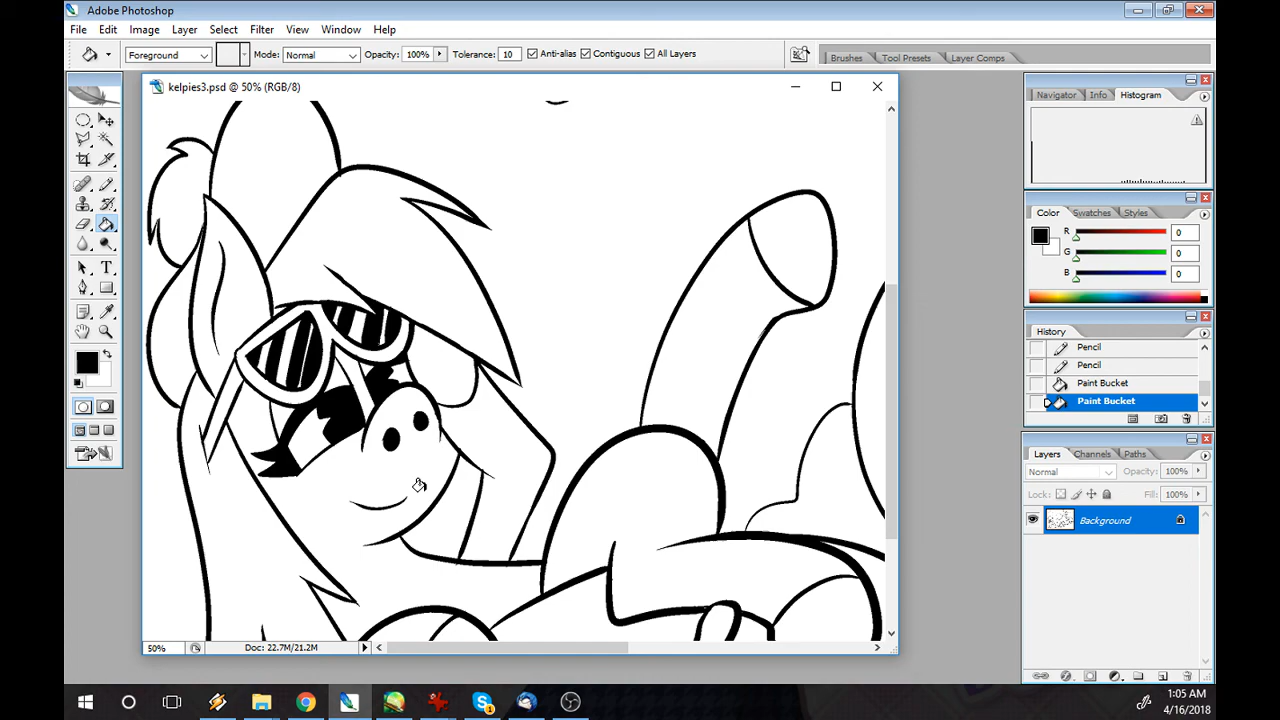 Adobe Photoshop
File Edit Image Layer Select Filter View Window Help
Foreground Mode: Normal Opacity: 100% Tolerance: 10 Anti-alias Contiguous All Layers Brushes Tool Presets Layer Comps
kelpies3.psd @ 50% (RGB/8)
Navigator Info Histogram
Color Swatches Styles
R 0
G 0
B 0
History
Pencil
Pencil
Paint Bucket
Paint Bucket
Layers Channels Paths
Normal Opacity: 100%
Lock: Fill: 100%
Background
50% Doc: 22.7M/21.2M
1:05 AM
4/16/2018